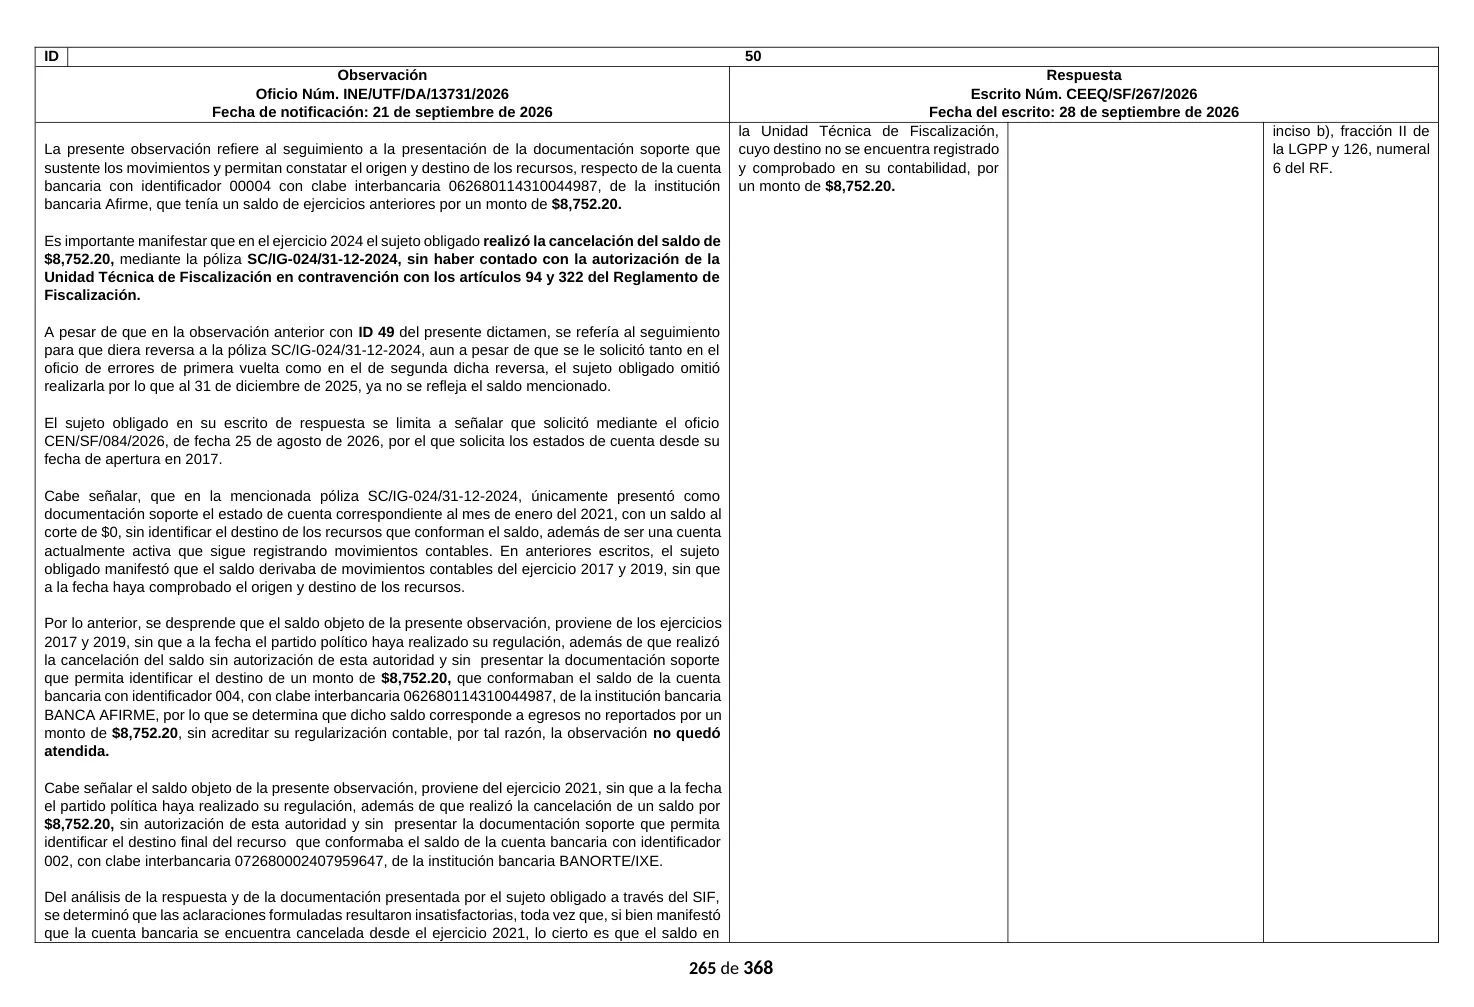 ID 50
Observación
Oficio Núm. INE/UTF/DA/13731/2026
Fecha de notificación: 21 de septiembre de 2026
Respuesta
Escrito Núm. CEEQ/SF/267/2026
Fecha del escrito: 28 de septiembre de 2026
La presente observación refiere al seguimiento a la presentación de la documentación soporte que
sustente los movimientos y permitan constatar el origen y destino de los recursos, respecto de la cuenta
bancaria con identificador 00004 con clabe interbancaria 062680114310044987, de la institución
bancaria Afirme, que tenía un saldo de ejercicios anteriores por un monto de $8,752.20.
Es importante manifestar que en el ejercicio 2024 el sujeto obligado realizó la cancelación del saldo de
$8,752.20, mediante la póliza SC/IG-024/31-12-2024, sin haber contado con la autorización de la
Unidad Técnica de Fiscalización en contravención con los artículos 94 y 322 del Reglamento de
Fiscalización.
A pesar de que en la observación anterior con ID 49 del presente dictamen, se refería al seguimiento
para que diera reversa a la póliza SC/IG-024/31-12-2024, aun a pesar de que se le solicitó tanto en el
oficio de errores de primera vuelta como en el de segunda dicha reversa, el sujeto obligado omitió
realizarla por lo que al 31 de diciembre de 2025, ya no se refleja el saldo mencionado.
El sujeto obligado en su escrito de respuesta se limita a señalar que solicitó mediante el oficio
CEN/SF/084/2026, de fecha 25 de agosto de 2026, por el que solicita los estados de cuenta desde su
fecha de apertura en 2017.
Cabe señalar, que en la mencionada póliza SC/IG-024/31-12-2024, únicamente presentó como
documentación soporte el estado de cuenta correspondiente al mes de enero del 2021, con un saldo al
corte de $0, sin identificar el destino de los recursos que conforman el saldo, además de ser una cuenta
actualmente activa que sigue registrando movimientos contables. En anteriores escritos, el sujeto
obligado manifestó que el saldo derivaba de movimientos contables del ejercicio 2017 y 2019, sin que
a la fecha haya comprobado el origen y destino de los recursos.
Por lo anterior, se desprende que el saldo objeto de la presente observación, proviene de los ejercicios
2017 y 2019, sin que a la fecha el partido político haya realizado su regulación, además de que realizó
la cancelación del saldo sin autorización de esta autoridad y sin presentar la documentación soporte
que permita identificar el destino de un monto de $8,752.20, que conformaban el saldo de la cuenta
bancaria con identificador 004, con clabe interbancaria 062680114310044987, de la institución bancaria
BANCA AFIRME, por lo que se determina que dicho saldo corresponde a egresos no reportados por un
monto de $8,752.20, sin acreditar su regularización contable, por tal razón, la observación no quedó
atendida.
Cabe señalar el saldo objeto de la presente observación, proviene del ejercicio 2021, sin que a la fecha
el partido política haya realizado su regulación, además de que realizó la cancelación de un saldo por
$8,752.20, sin autorización de esta autoridad y sin presentar la documentación soporte que permita
identificar el destino final del recurso que conformaba el saldo de la cuenta bancaria con identificador
002, con clabe interbancaria 072680002407959647, de la institución bancaria BANORTE/IXE.
Del análisis de la respuesta y de la documentación presentada por el sujeto obligado a través del SIF,
se determinó que las aclaraciones formuladas resultaron insatisfactorias, toda vez que, si bien manifestó
que la cuenta bancaria se encuentra cancelada desde el ejercicio 2021, lo cierto es que el saldo en
la Unidad Técnica de Fiscalización,
cuyo destino no se encuentra registrado
y comprobado en su contabilidad, por
un monto de $8,752.20.
inciso b), fracción II de
la LGPP y 126, numeral
6 del RF.
265 de 368